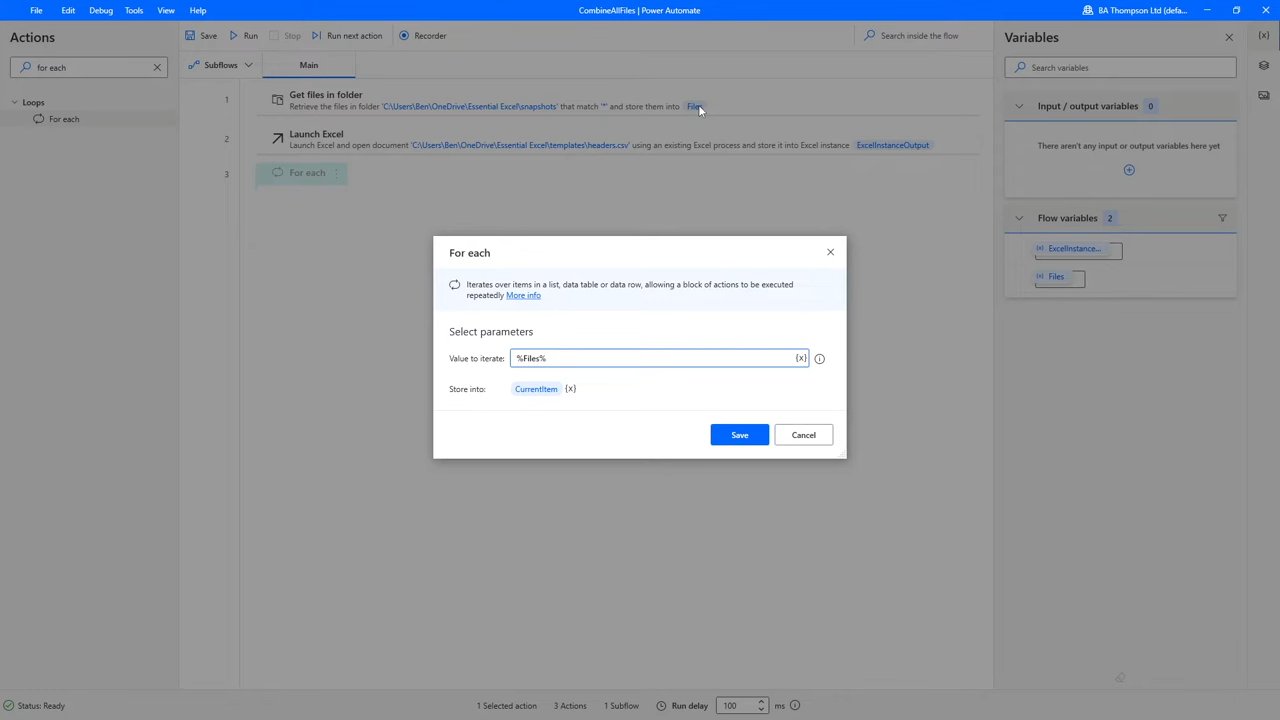 File Edit Debug Tools View Help
CombineAllFiles | Power Automate
BA Thompson Ltd (defa...
Actions
for each
Loops
For each
Save Run Stop Run next action Recorder
Search inside the flow
Subflows Main
1 Get files in folder
Retrieve the files in folder 'C:\Users\Ben\OneDrive\Essential Excel\snapshots' that match '*' and store them into Files
2 Launch Excel
Launch Excel and open document 'C:\Users\Ben\OneDrive\Essential Excel\templates\headers.csv' using an existing Excel process and store it into Excel instance ExcelInstanceOutput
3 For each
For each
Iterates over items in a list, data table or data row, allowing a block of actions to be executed
repeatedly More info
Select parameters
Value to iterate: %Files% {x}
Store into: CurrentItem {x}
Save Cancel
Variables
{x}
Search variables
Input / output variables 0
There aren't any input or output variables here yet
Flow variables 2
(x) ExcelInstance...
(x) Files
Status: Ready
1 Selected action 3 Actions 1 Subflow Run delay 100 ms